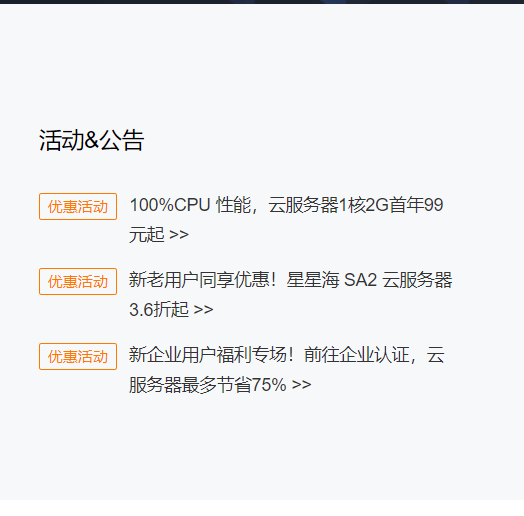 活动&公告
优惠活动 100%CPU 性能，云服务器1核2G首年99
元起 >>
优惠活动 新老用户同享优惠！星星海 SA2 云服务器
3.6折起 >>
优惠活动 新企业用户福利专场！前往企业认证，云
服务器最多节省75% >>